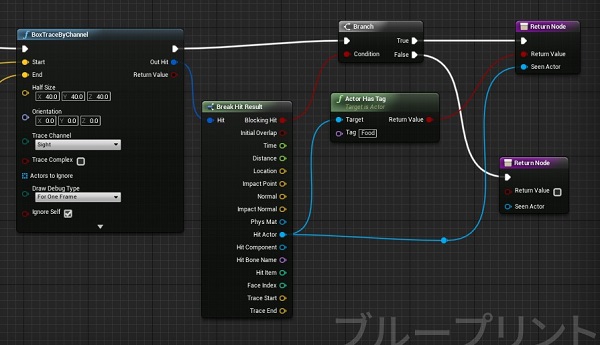 BoxTraceByChannel
Start
End
Out Hit
Return Value
Half Size
X 40.0 Y 40.0 Z 40.0
Orientation
X 0.0 Y 0.0 Z 0.0
Trace Channel
Sight
Trace Complex
Actors to Ignore
Draw Debug Type
For One Frame
Ignore Self
Break Hit Result
Hit
Blocking Hit
Initial Overlap
Time
Distance
Location
Impact Point
Normal
Impact Normal
Phys Mat
Hit Actor
Hit Component
Hit Bone Name
Hit Item
Face Index
Trace Start
Trace End
Branch
Condition
True
False
Actor Has Tag
Target is Actor
Target
Return Value
Tag Food
Return Node
Return Value
Seen Actor
Return Node
Return Value
Seen Actor
ブループリント